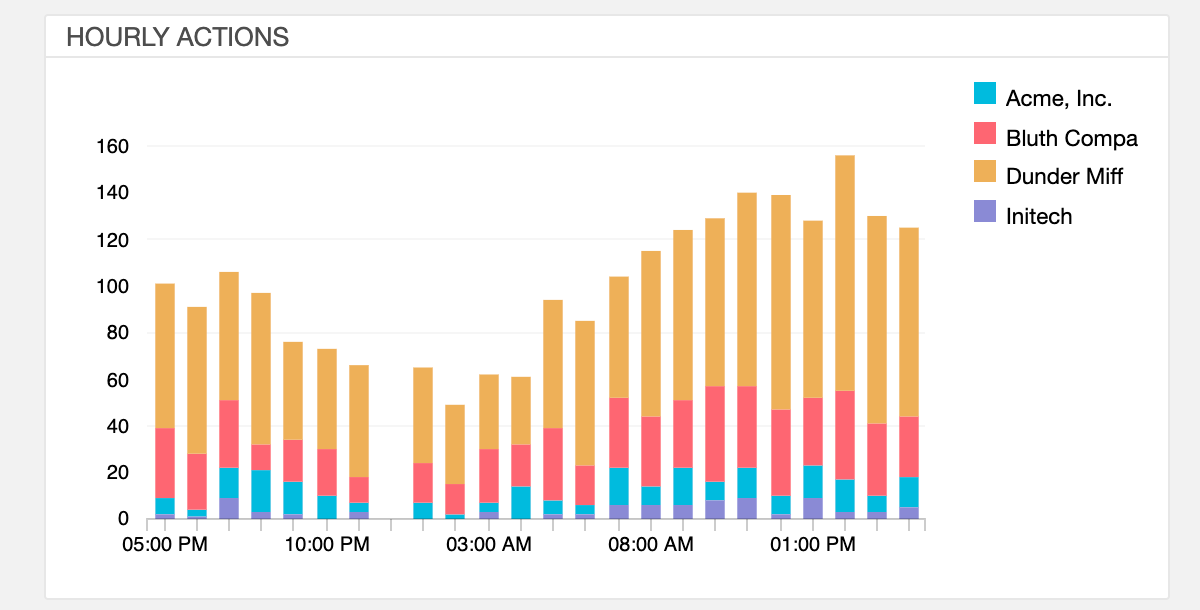 HOURLY ACTIONS
Acme, Inc.
Bluth Compa
Dunder Miff
Initech
160
140
120
100
80
60
40
20
0
05:00 PM 10:00 PM 03:00 AM 08:00 AM 01:00 PM